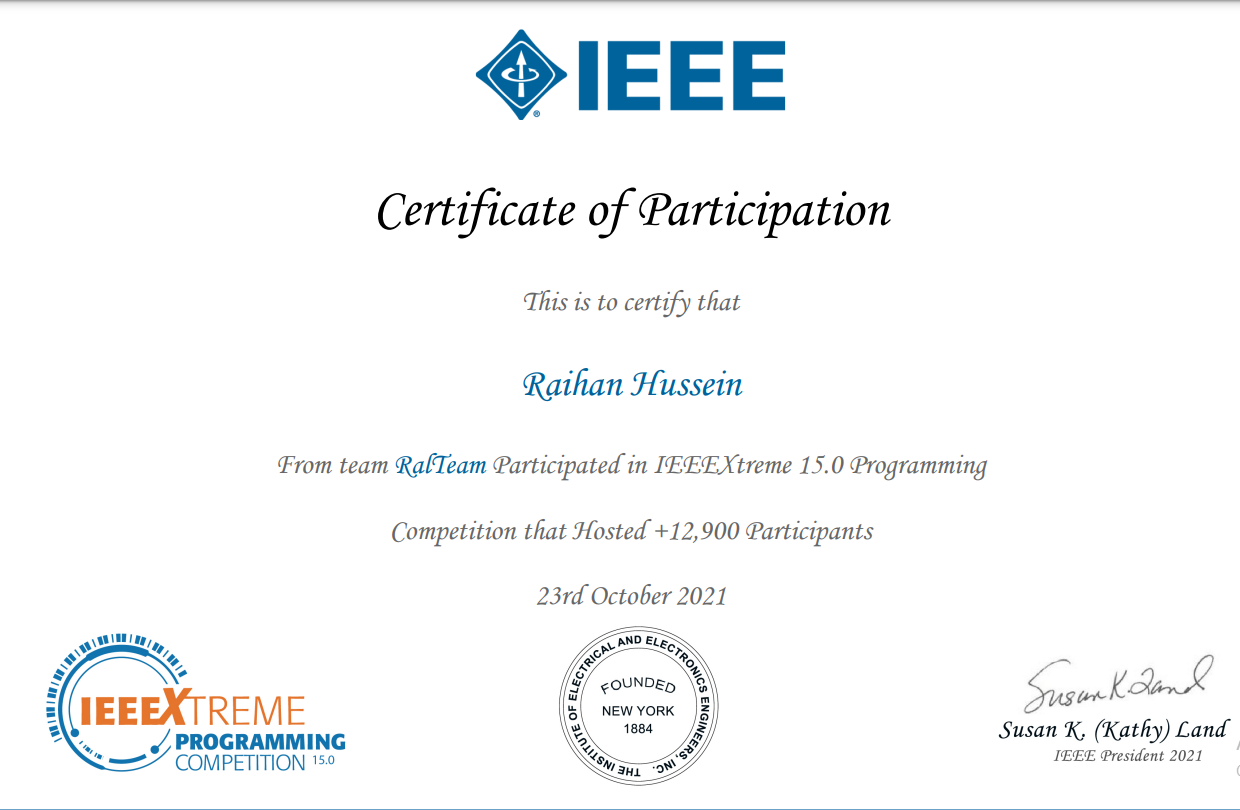 IEEE
®
Certificate of Participation
This is to certify that
Raihan Hussein
From team RalTeam Participated in IEEEXtreme 15.0 Programming
Competition that Hosted +12,900 Participants
23rd October 2021
IEEEXTREME
PROGRAMMING
COMPETITION 15.0
THE INSTITUTE OF ELECTRICAL AND ELECTRONICS ENGINEERS, INC.
FOUNDED
NEW YORK
1884
Susan K. Land
Susan K. (Kathy) Land
IEEE President 2021